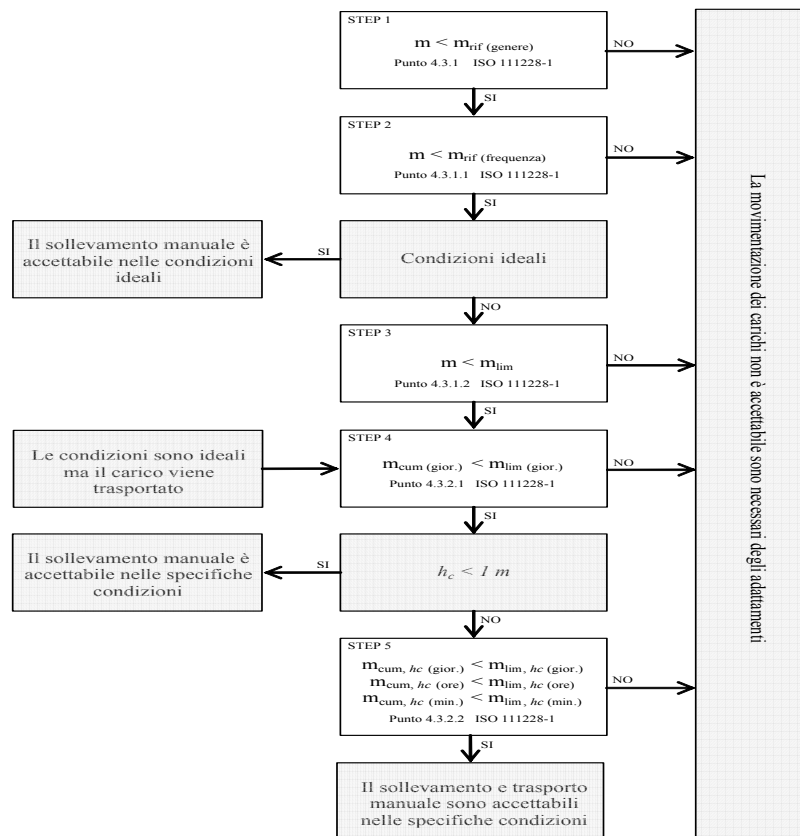 STEP 1
m < mrif (genere)
Punto 4.3.1 ISO 111228-1
NO
SI
STEP 2
m < mrif (frequenza)
Punto 4.3.1.1 ISO 111228-1
NO
SI
Il sollevamento manuale è
accettabile nelle condizioni
ideali
SI
Condizioni ideali
NO
STEP 3
m < mlim
Punto 4.3.1.2 ISO 111228-1
NO
SI
Le condizioni sono ideali
ma il carico viene
trasportato
STEP 4
mcum (gior.) < mlim (gior.)
Punto 4.3.2.1 ISO 111228-1
NO
SI
Il sollevamento manuale è
accettabile nelle specifiche
condizioni
SI
hc < 1 m
NO
STEP 5
mcum, hc (gior.) < mlim, hc (gior.)
mcum, hc (ore) < mlim, hc (ore)
mcum, hc (min.) < mlim, hc (min.)
Punto 4.3.2.2 ISO 111228-1
NO
SI
Il sollevamento e trasporto
manuale sono accettabili
nelle specifiche condizioni
La movimentazione dei carichi non è accettabile sono necessari degli adattamenti